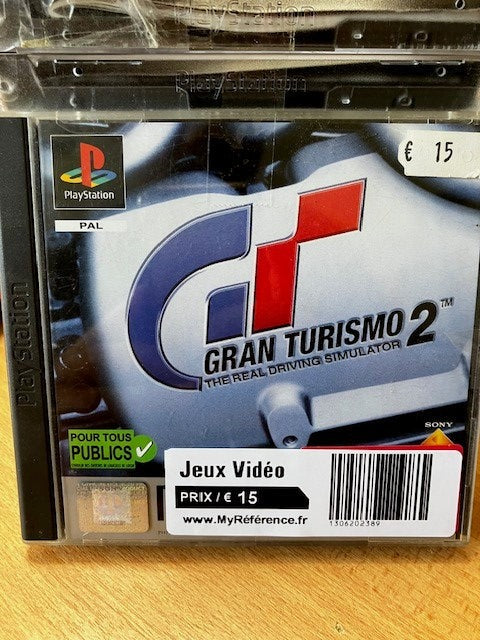 PlayStation
PlayStation
PlayStation
PAL
€ 15
PlayStation
GRAN TURISMO 2™
THE REAL DRIVING SIMULATOR
SONY
POUR TOUS
PUBLICS
Jeux Vidéo
PRIX / € 15
www.MyRéférence.fr
1306202389